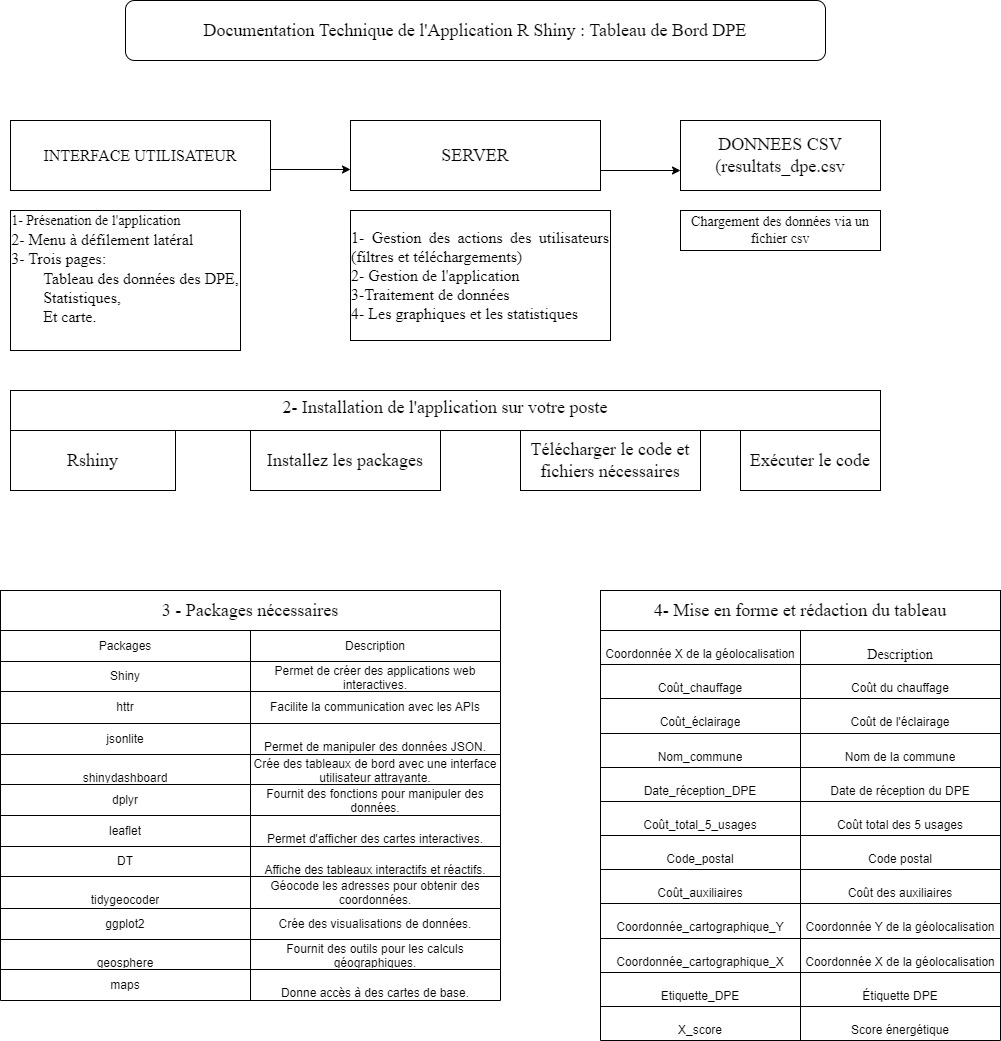 Documentation Technique de l'Application R Shiny : Tableau de Bord DPE
INTERFACE UTILISATEUR
SERVER
DONNEES CSV
(resultats_dpe.csv
1- Présenation de l'application
2- Menu à défilement latéral
3- Trois pages:
Tableau des données des DPE,
Statistiques,
Et carte.
1- Gestion des actions des utilisateurs
(filtres et téléchargements)
2- Gestion de l'application
3-Traitement de données
4- Les graphiques et les statistiques
Chargement des données via un
fichier csv
2- Installation de l'application sur votre poste
Rshiny
Installez les packages
Télécharger le code et
fichiers nécessaires
Exécuter le code
3 - Packages nécessaires
Packages
Description
Shiny
Permet de créer des applications web
interactives.
httr
Facilite la communication avec les APIs
jsonlite
Permet de manipuler des données JSON.
shinydashboard
Crée des tableaux de bord avec une interface
utilisateur attrayante.
dplyr
Fournit des fonctions pour manipuler des
données.
leaflet
Permet d'afficher des cartes interactives.
DT
Affiche des tableaux interactifs et réactifs.
tidygeocoder
Géocode les adresses pour obtenir des
coordonnées.
ggplot2
Crée des visualisations de données.
geosphere
Fournit des outils pour les calculs
géographiques.
maps
Donne accès à des cartes de base.
4- Mise en forme et rédaction du tableau
Coordonnée X de la géolocalisation
Description
Coût_chauffage
Coût du chauffage
Coût_éclairage
Coût de l'éclairage
Nom_commune
Nom de la commune
Date_réception_DPE
Date de réception du DPE
Coût_total_5_usages
Coût total des 5 usages
Code_postal
Code postal
Coût_auxiliaires
Coût des auxiliaires
Coordonnée_cartographique_Y
Coordonnée Y de la géolocalisation
Coordonnée_cartographique_X
Coordonnée X de la géolocalisation
Etiquette_DPE
Étiquette DPE
X_score
Score énergétique